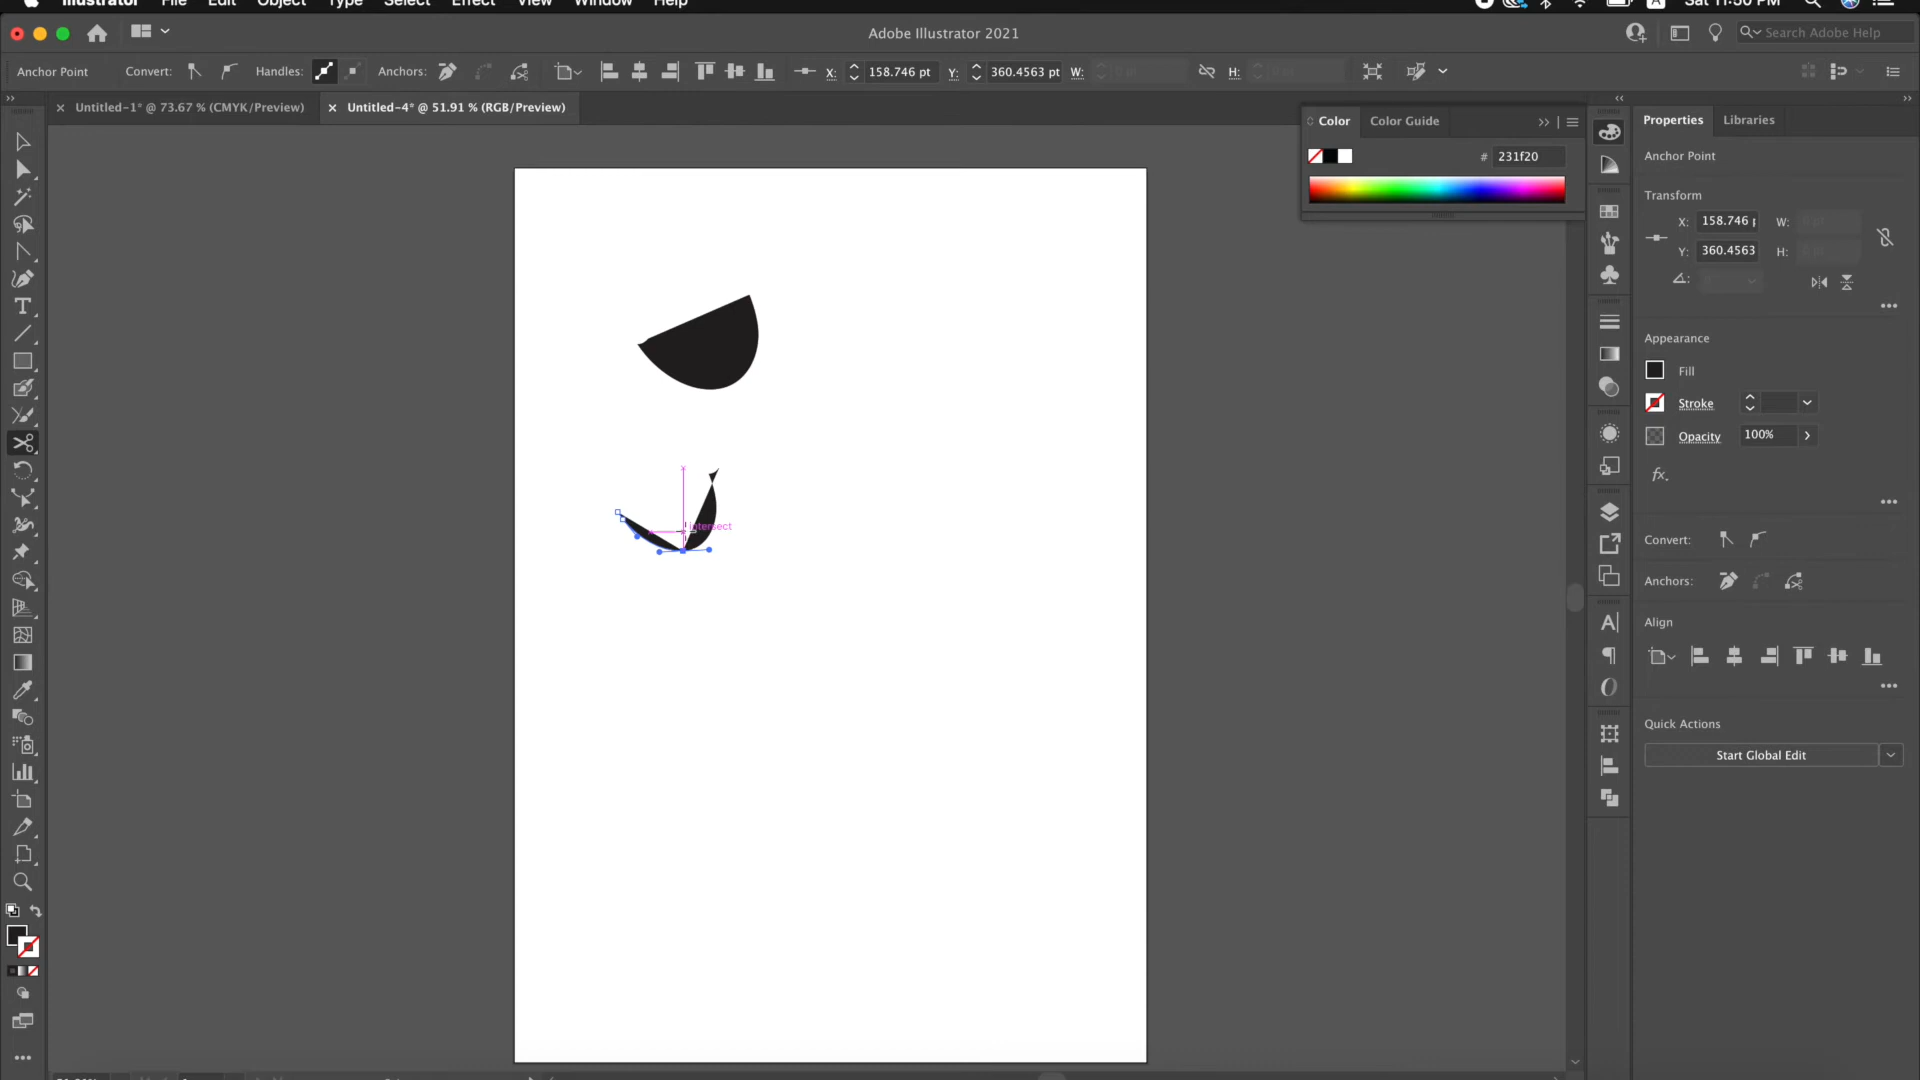 Illustrator File Edit Object Type Select Effect View Window Help
Sat 11:50 PM
Adobe Illustrator 2021
Search Adobe Help
Anchor Point Convert: Handles: Anchors: X: 158.746 pt Y: 360.4563 pt W: 0 pt H:
Untitled-1* @ 73.67 % (CMYK/Preview)
Untitled-4* @ 51.91 % (RGB/Preview)
Color Color Guide
# 231f20
Properties Libraries
Anchor Point
Transform
X: 158.746 W:
Y: 360.4563 H:
Appearance
Fill
Stroke
Opacity 100%
fx.
Convert:
Anchors:
Align
Quick Actions
Start Global Edit
intersect